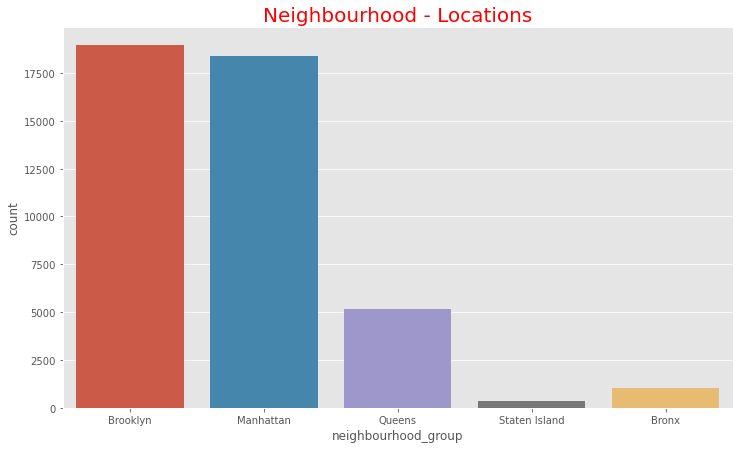 Neighbourhood - Locations
17500
15000
12500
10000
7500
5000
2500
0
count
Brooklyn
Manhattan
Queens
Staten Island
Bronx
neighbourhood_group